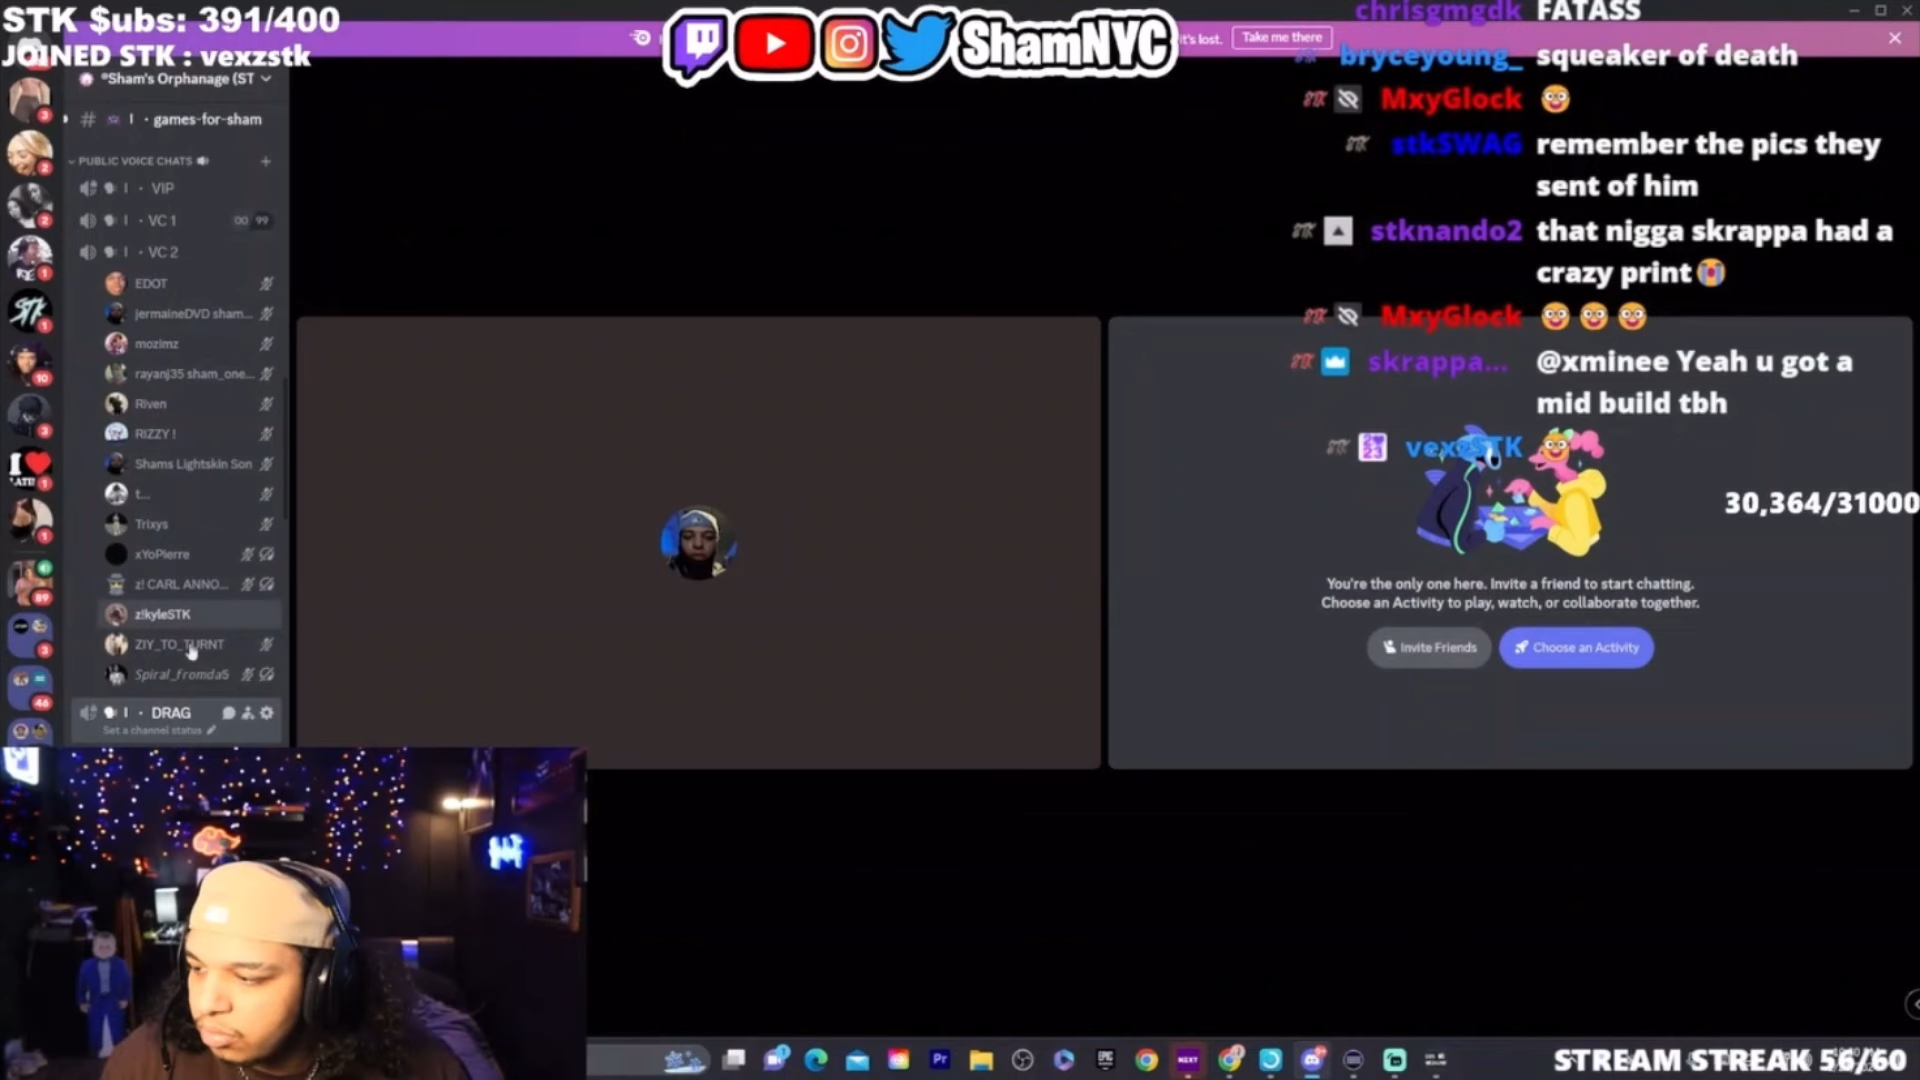 STK $ubs: 391/400
JOINED STK : vexzstk
ShamNYC
it's lost.
Take me there
*Sham's Orphanage (ST
# I · games-for-sham
PUBLIC VOICE CHATS
I · VIP
I · VC 1 00 99
I · VC 2
EDOT
jermaineDVD sham...
mozimz
rayanj35 sham_one...
Riven
RIZZY !
Shams Lightskin Son
t...
Trixys
xYoPierre
z! CARL ANNO...
z!kyleSTK
ZIY_TO_TURNT
Spiral_fromda5
I · DRAG
Set a channel status
chrisgmgdk FATASS
bryceyoung_ squeaker of death
MxyGlock
stkSWAG remember the pics they
sent of him
stknando2 that nigga skrappa had a
crazy print
MxyGlock
skrappa... @xminee Yeah u got a
mid build tbh
vexzSTK
30,364/31000
You're the only one here. Invite a friend to start chatting.
Choose an Activity to play, watch, or collaborate together.
Invite Friends
Choose an Activity
STREAM STREAK 56/60